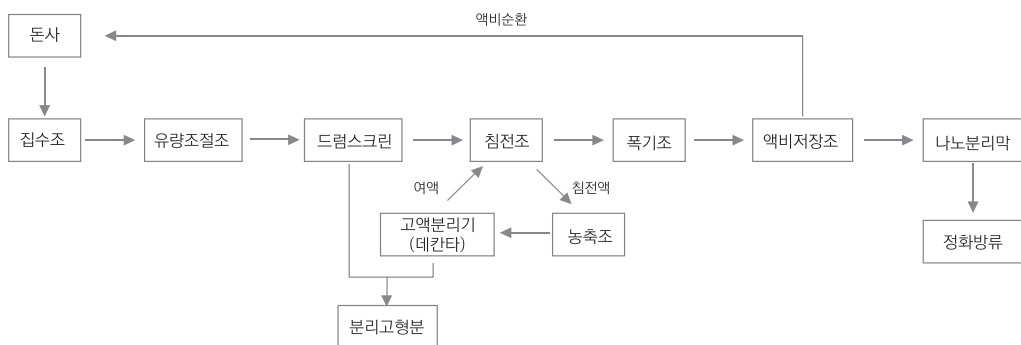 액비순환
돈사
집수조
유량조절조
드럼스크린
침전조
폭기조
액비저장조
나노분리막
여액
침전액
고액분리기
(데칸타)
농축조
정화방류
분리고형분